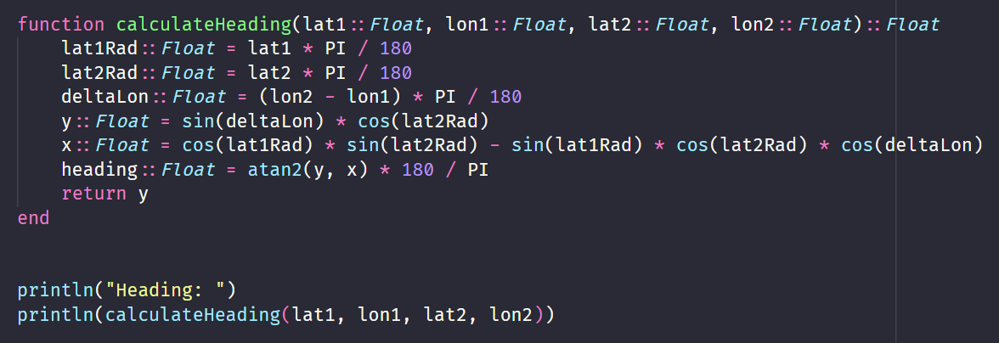 function calculateHeading(lat1::Float, lon1::Float, lat2::Float, lon2::Float)::Float
    lat1Rad::Float = lat1 * PI / 180
    lat2Rad::Float = lat2 * PI / 180
    deltaLon::Float = (lon2 - lon1) * PI / 180
    y::Float = sin(deltaLon) * cos(lat2Rad)
    x::Float = cos(lat1Rad) * sin(lat2Rad) - sin(lat1Rad) * cos(lat2Rad) * cos(deltaLon)
    heading::Float = atan2(y, x) * 180 / PI
    return y
end
println("Heading: ")
println(calculateHeading(lat1, lon1, lat2, lon2))